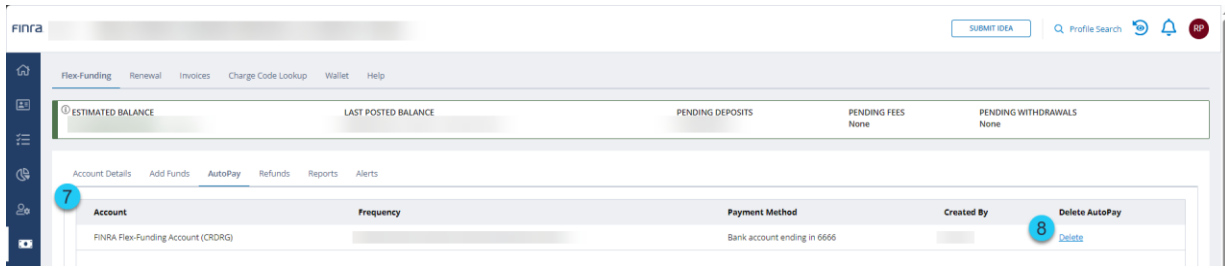 FINRA
SUBMIT IDEA
Profile Search
RP
Flex-Funding Renewal Invoices Charge Code Lookup Wallet Help
ESTIMATED BALANCE LAST POSTED BALANCE PENDING DEPOSITS PENDING FEES PENDING WITHDRAWALS
None None
Account Details Add Funds AutoPay Refunds Reports Alerts
7
Account Frequency Payment Method Created By Delete AutoPay
8
FINRA Flex-Funding Account (CRDRG) Bank account ending in 6666 Delete